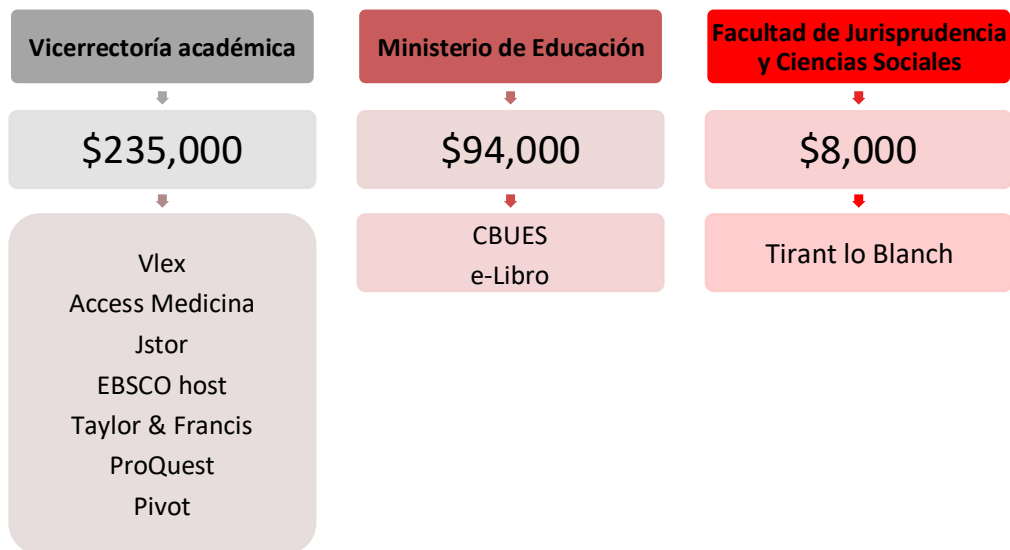 Vicerrectoría académica
$235,000
Vlex
Access Medicina
Jstor
EBSCO host
Taylor & Francis
ProQuest
Pivot
Ministerio de Educación
$94,000
CBUES
e-Libro
Facultad de Jurisprudencia
y Ciencias Sociales
$8,000
Tirant lo Blanch